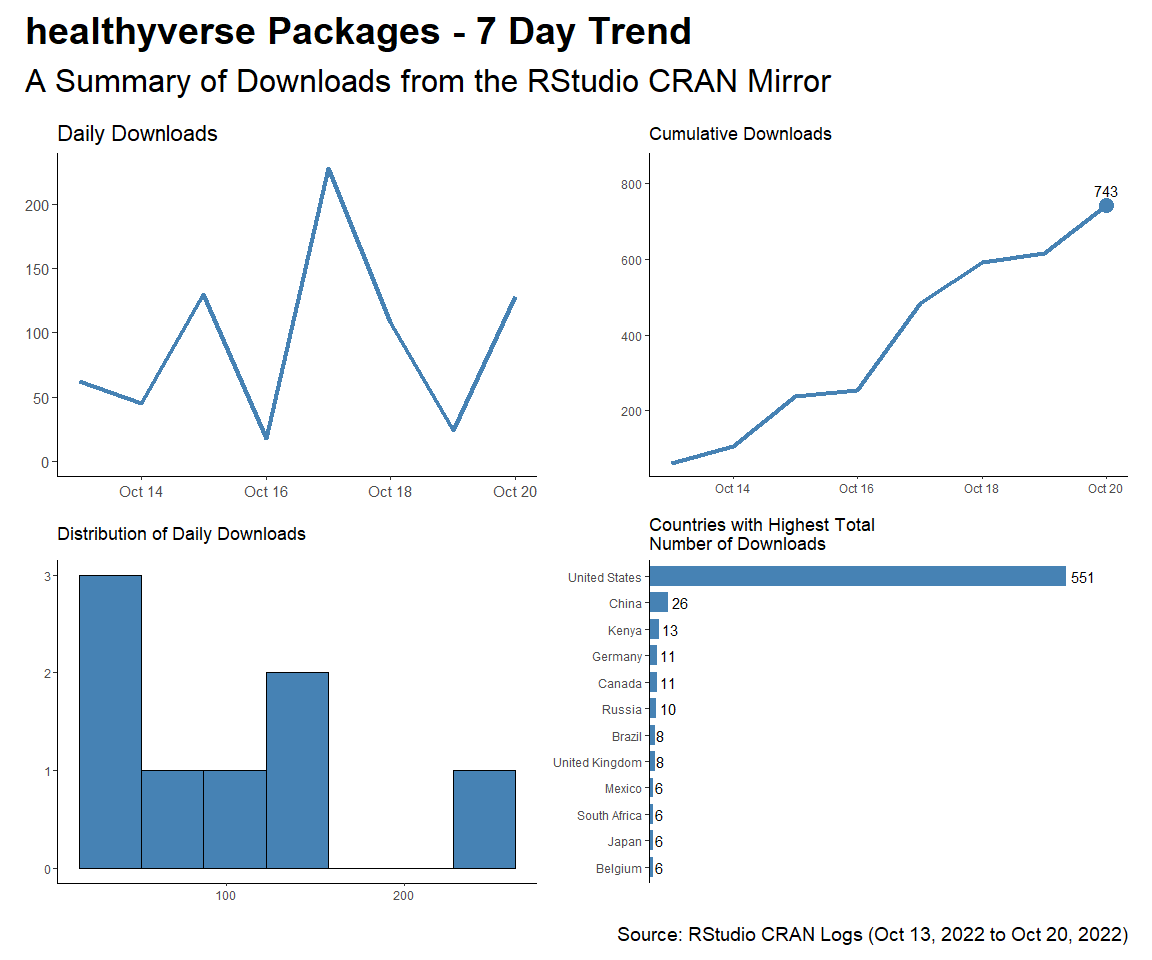 healthyverse Packages - 7 Day Trend
A Summary of Downloads from the RStudio CRAN Mirror
Daily Downloads
200
150
100
50
0
Oct 14 Oct 16 Oct 18 Oct 20
Cumulative Downloads
800
743
600
400
200
Oct 14 Oct 16 Oct 18 Oct 20
Distribution of Daily Downloads
3
2
1
0
100 200
Countries with Highest Total
Number of Downloads
United States 551
China 26
Kenya 13
Germany 11
Canada 11
Russia 10
Brazil 8
United Kingdom 8
Mexico 6
South Africa 6
Japan 6
Belgium 6
Source: RStudio CRAN Logs (Oct 13, 2022 to Oct 20, 2022)